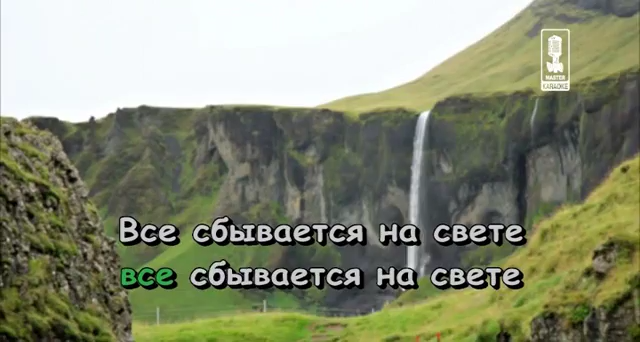 MASTER
KARAOKE
Все сбывается на свете
все сбывается на свете